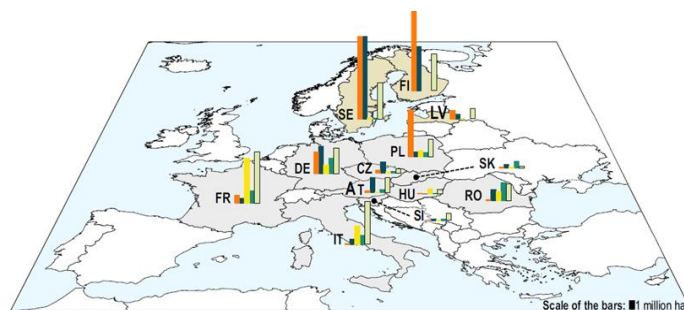 FI
SE
LV
PL
DE
CZ
SK
AT
HU
RO
FR
SI
IT
Scale of the bars: 1 million ha